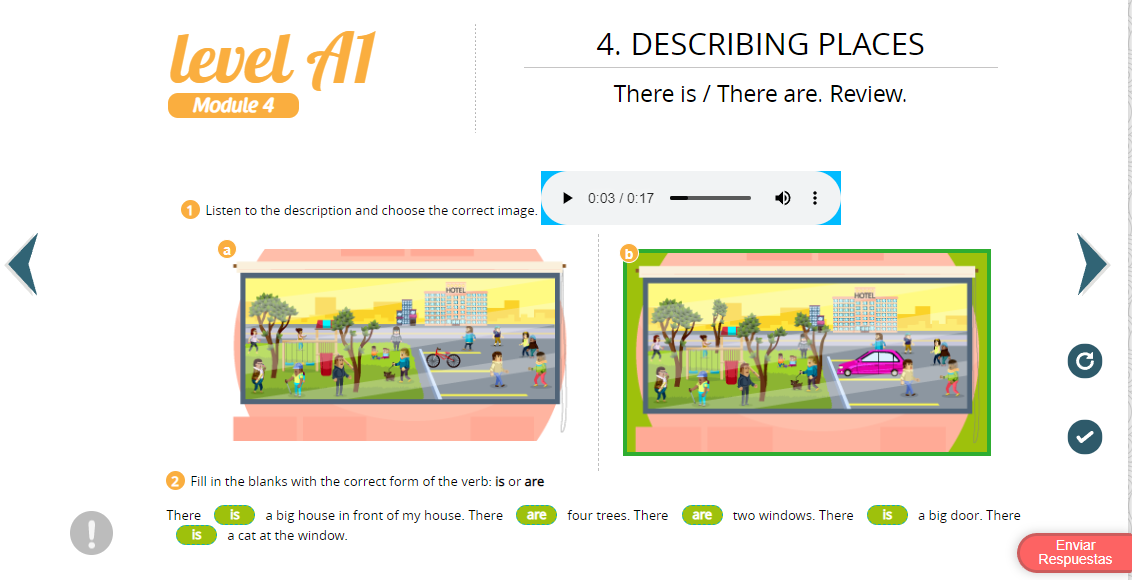 level A1
Module 4
4. DESCRIBING PLACES
There is / There are. Review.
1 Listen to the description and choose the correct image.
0:03 / 0:17
a
b
HOTEL
HOTEL
2 Fill in the blanks with the correct form of the verb: is or are
There is a big house in front of my house. There are four trees. There are two windows. There is a big door. There
is a cat at the window.
!
Enviar
Respuestas